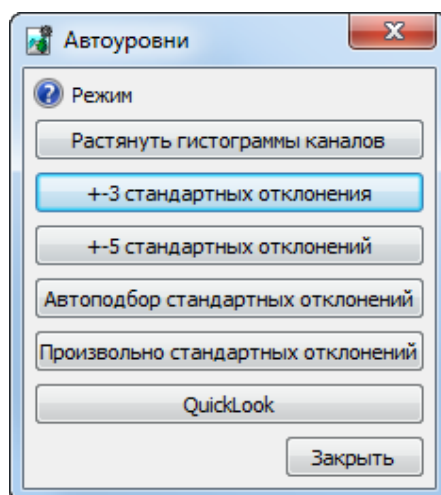 Автоуровни
Режим
Растянуть гистограммы каналов
+-3 стандартных отклонения
+-5 стандартных отклонений
Автоподбор стандартных отклонений
Произвольно стандартных отклонений
QuickLook
Закрыть